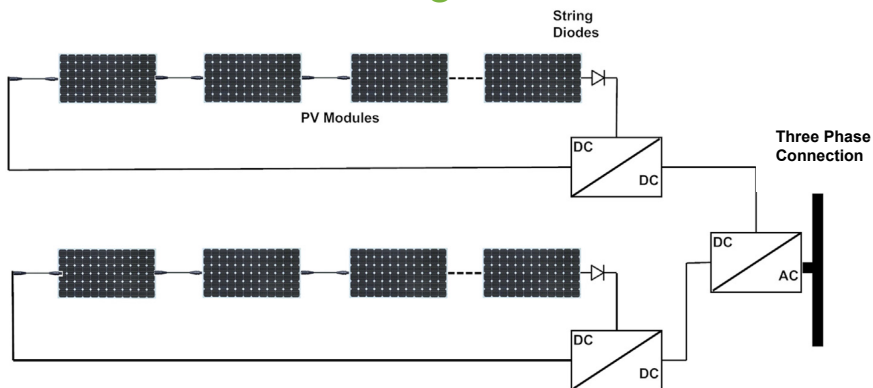 String
Diodes
PV Modules
DC
DC
Three Phase
Connection
DC
AC
DC
DC